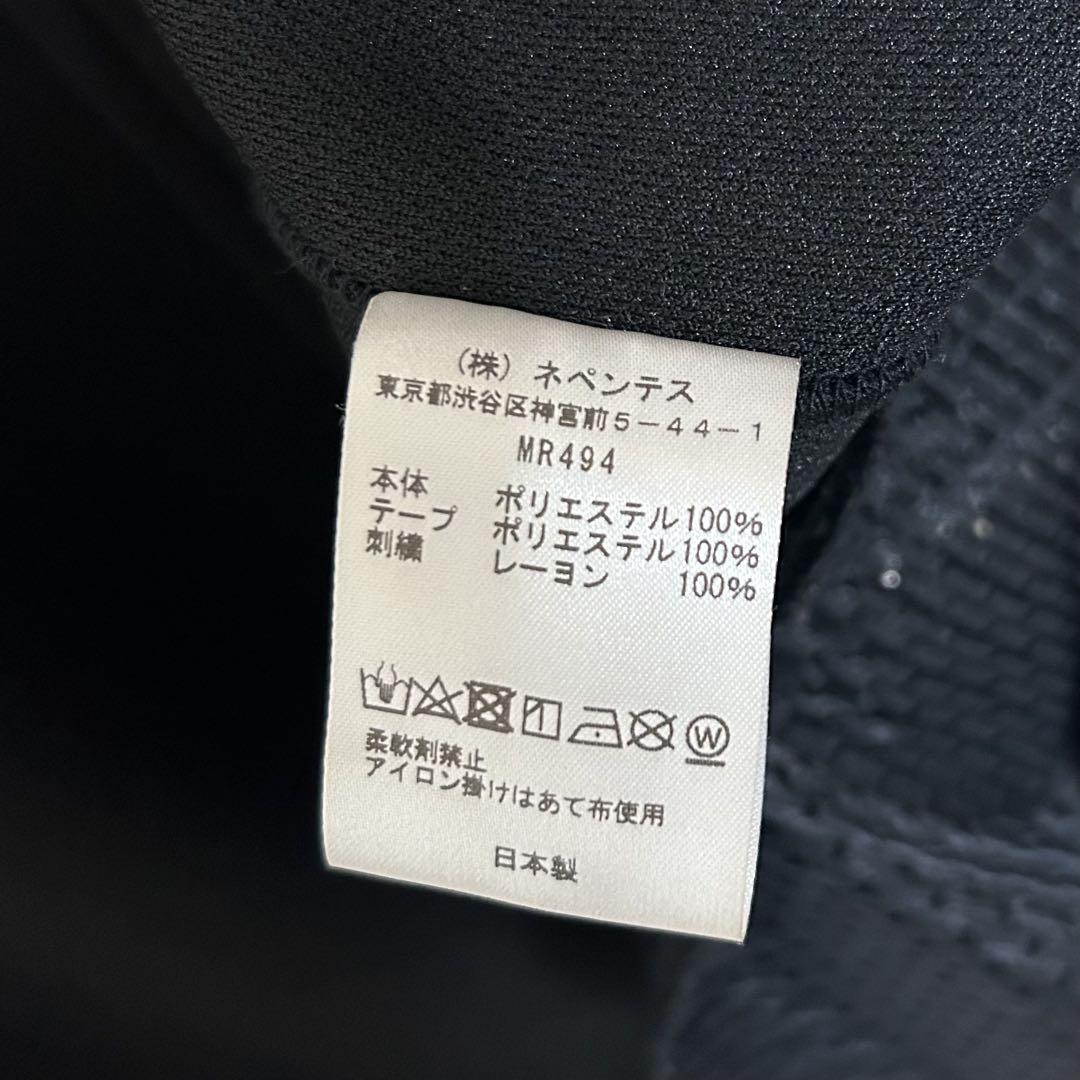 (株) ネペンテス
東京都渋谷区神宮前5-44-1
MR494
本体 ポリエステル100%
テープ ポリエステル100%
刺繍 レーヨン 100%
W
柔軟剤禁止
アイロン掛けはあて布使用
日本製